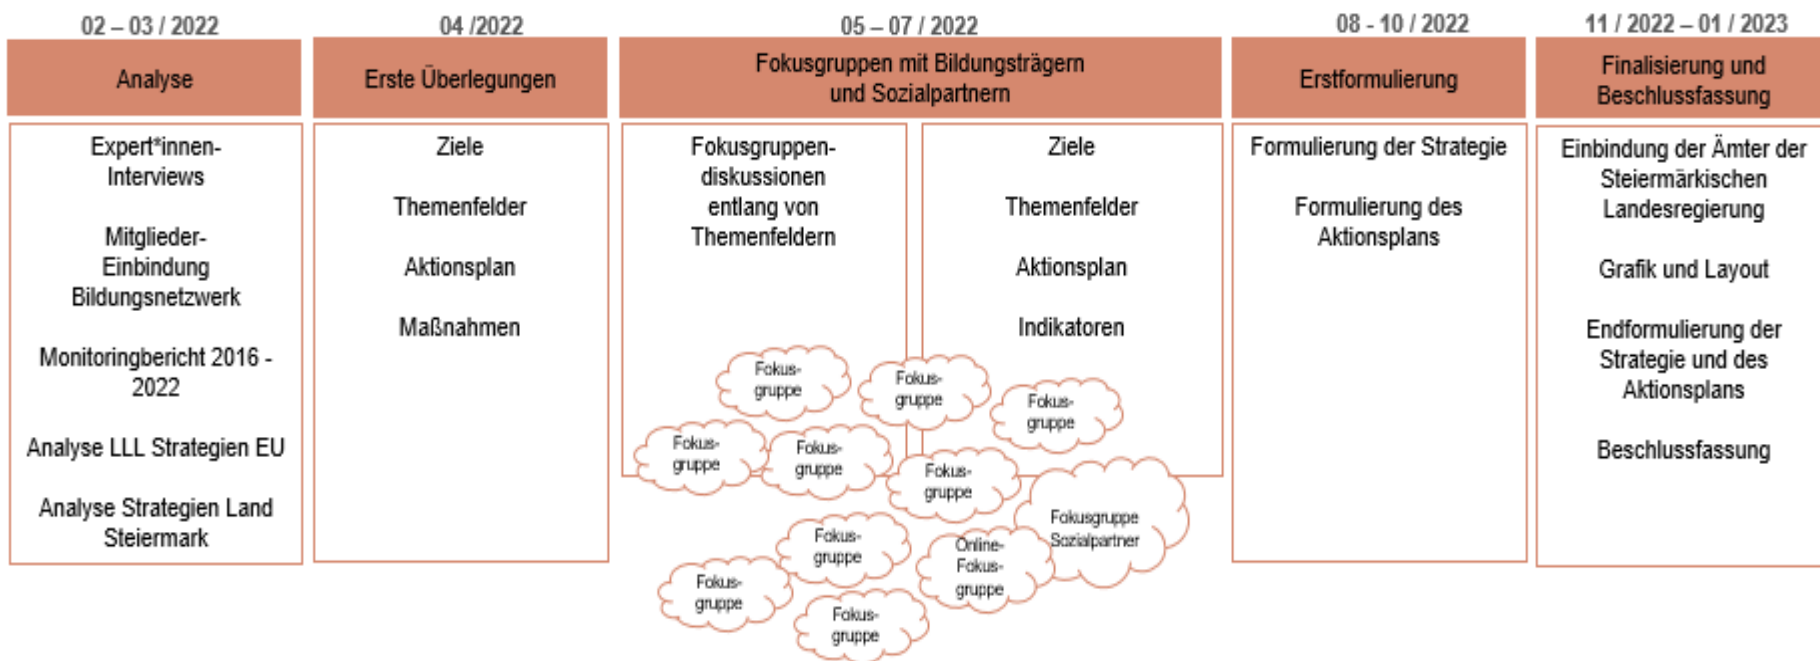 02 – 03 / 2022
04 /2022
05 – 07 / 2022
08 - 10 / 2022
11 / 2022 – 01 / 2023
Analyse
Erste Überlegungen
Fokusgruppen mit Bildungsträgern
und Sozialpartnern
Erstformulierung
Finalisierung und
Beschlussfassung
Expert*innen-
Interviews
Mitglieder-
Einbindung
Bildungsnetzwerk
Monitoringbericht 2016 -
2022
Analyse LLL Strategien EU
Analyse Strategien Land
Steiermark
Ziele
Themenfelder
Aktionsplan
Maßnahmen
Fokusgruppen-
diskussionen
entlang von
Themenfeldern
Ziele
Themenfelder
Aktionsplan
Indikatoren
Fokus-
gruppe
Fokus-
gruppe
Fokus-
gruppe
Fokus-
gruppe
Fokus-
gruppe
Fokus-
gruppe
Fokusgruppe
Sozialpartner
Fokus-
gruppe
Online-
Fokus-
gruppe
Fokus-
gruppe
Fokus-
gruppe
Formulierung der Strategie
Formulierung des
Aktionsplans
Einbindung der Ämter der
Steiermärkischen
Landesregierung
Grafik und Layout
Endformulierung der
Strategie und des
Aktionsplans
Beschlussfassung